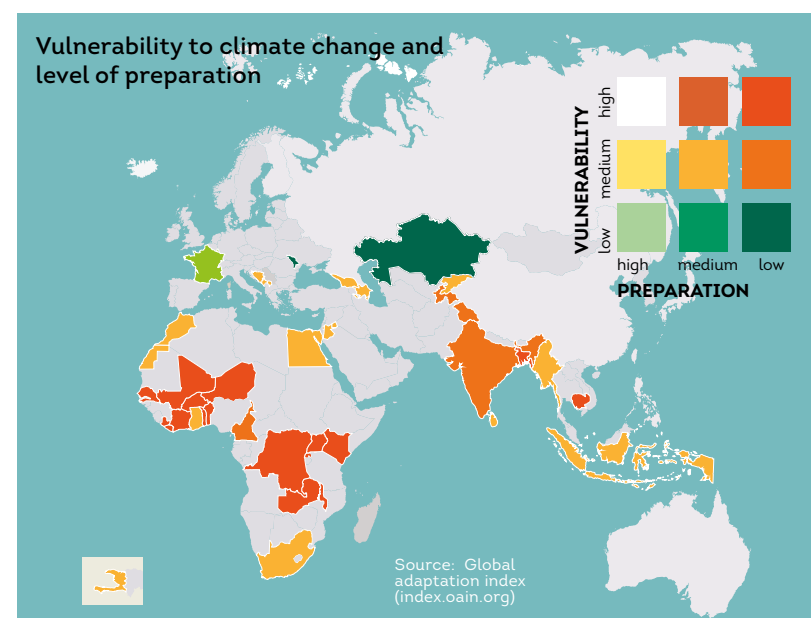 Vulnerability to climate change and
level of preparation
VULNERABILITY
high
medium
low
high medium low
PREPARATION
Source: Global
adaptation index
(index.oain.org)